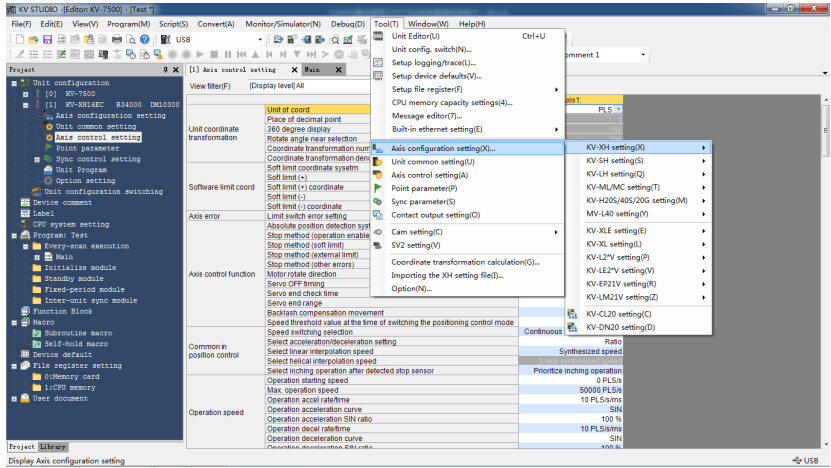 KV STUDIO -[Editor: KV-7500] - [Test *]
File(F) Edit(E) View(V) Program(M) Script(S) Convert(A) Monitor/Simulator(N) Debug(D) Tool(T) Window(W) Help(H)
USB
Project
[1] Axis control setting Main
View filter(F) [Display level] All
Unit configuration
[0] KV-7500
[1] KV-XH16EC R34000 DM10300
Axis configuration setting
Unit common setting
Axis control setting
Point parameter
Sync control setting
Unit Program
Option setting
Unit configuration switching
Device comment
Label
CPU system setting
Program: Test
Every-scan execution
Main
Initialize module
Standby module
Fixed-period module
Inter-unit sync module
Function Block
Macro
Subroutine macro
Self-hold macro
Device default
File register setting
0:Memory card
1:CPU memory
User document
Project Library
Unit coordinate transformation
Software limit coord
Axis error
Axis control function
Common in position control
Operation speed
Unit of coord
Place of decimal point
360 degree display
Rotate angle near selection
Coordinate transformation num
Coordinate transformation den
Soft limit coordinate sysetm
Soft limit (+)
Soft limit (+) coordinate
Soft limit (-)
Soft limit (-) coordinate
Limit switch error setting
Absolute position detection syst
Stop method (operation enable
Stop method (soft limit)
Stop method (external limit)
Stop method (other errors)
Motor rotate direction
Servo OFF timing
Servo end check time
Servo end range
Backlash compensation movement
Speed threshold value at the time of switching the positioning control mode
Speed switching selection Continuous
Select acceleration/deceleration setting Ratio
Select linear interpolation speed Synthesized speed
Select helical interpolation speed 3-axis synthesized speed
Select inching operation after detected stop sensor Prioritize inching operation
Operation starting speed 0 PLS/s
Max. operation speed 50000 PLS/s
Operation accel rate/time 10 PLS/s/ms
Operation acceleration curve SIN
Operation acceleration SIN ratio 100 %
Operation decel rate/time 10 PLS/s/ms
Operation deceleration curve SIN
Operation deceleration SIN ratio 100 %
Unit Editor(U) Ctrl+U
Unit config. switch(N)...
Setup logging/trace(L)...
Setup device defaults(V)...
Setup file register(F)
CPU memory capacity settings(4)...
Message editor(7)...
Built-in ethernet setting(E)
Axis configuration setting(X)...
Unit common setting(U)
Axis control setting(A)
Point parameter(P)
Sync parameter(S)
Contact output setting(O)
Cam setting(C)
SV2 setting(V)
Coordinate transformation calculation(G)...
Importing the XH setting file(I)...
Option(N)...
omment 1
xis1:
PLS
1
No
KV-XH setting(X)
KV-SH setting(S)
KV-LH setting(Q)
KV-ML/MC setting(T)
KV-H20S/40S/20G setting(M)
MV-L40 setting(Y)
KV-XLE setting(E)
KV-XL setting(L)
KV-L2*V setting(P)
KV-LE2*V setting(V)
KV-EP21V setting(R)
KV-LM21V setting(Z)
KV-CL20 setting(C)
KV-DN20 setting(D)
Display Axis configuration setting
USB